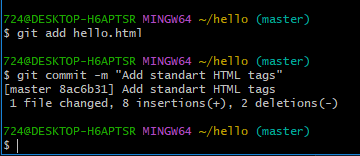 724@DESKTOP-H6APTSR MINGW64 ~/hello (master)
$ git add hello.html
724@DESKTOP-H6APTSR MINGW64 ~/hello (master)
$ git commit -m "Add standart HTML tags"
[master 8ac6b31] Add standart HTML tags
1 file changed, 8 insertions(+), 2 deletions(-)
724@DESKTOP-H6APTSR MINGW64 ~/hello (master)
$